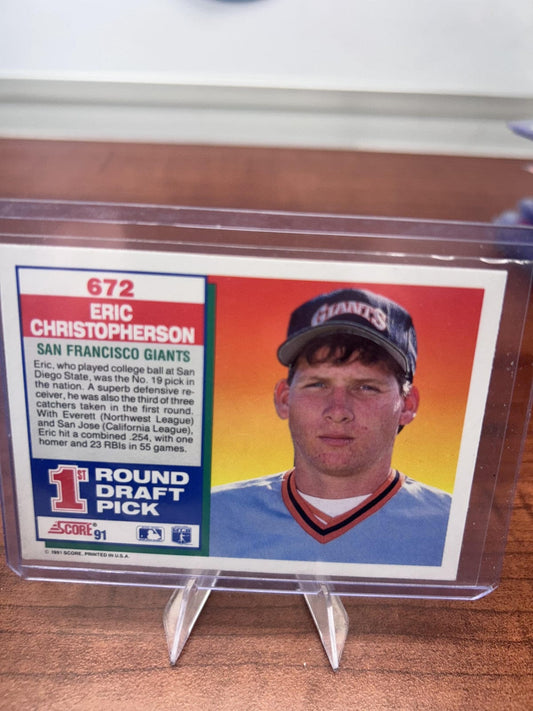 672
ERIC
CHRISTOPHERSON
SAN FRANCISCO GIANTS
Eric, who played college ball at San
Diego State, was the No. 19 pick in
the nation. A superb defensive re-
ceiver, he was also the third of three
catchers taken in the first round.
With Everett (Northwest League)
and San Jose (California League),
Eric hit a combined .254, with one
homer and 23 RBIs in 55 games.
1ST ROUND
DRAFT
PICK
SCORE 91
© 1991 SCORE, PRINTED IN U.S.A.
GIANTS